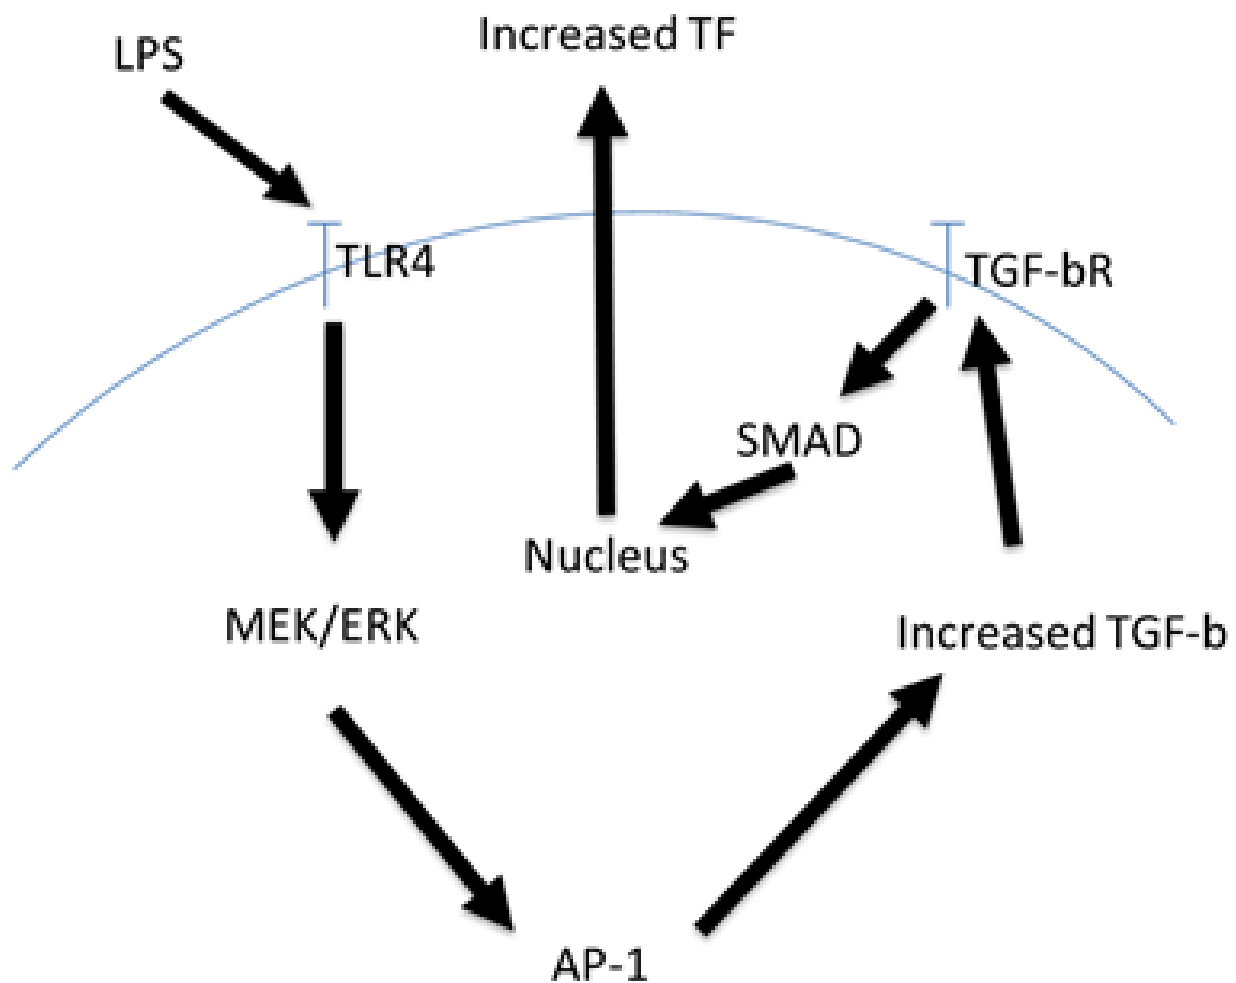 LPS
Increased TF
TLR4
TGF-bR
SMAD
Nucleus
MEK/ERK
Increased TGF-b
AP-1